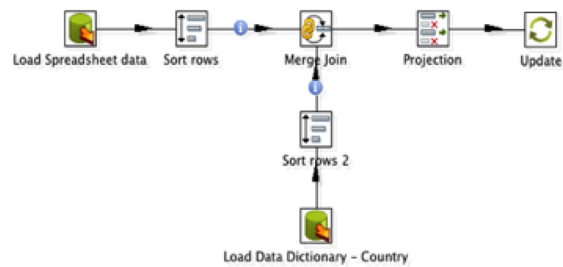 Load Spreadsheet data
Sort rows
Merge Join
Projection
Update
Sort rows 2
Load Data Dictionary - Country